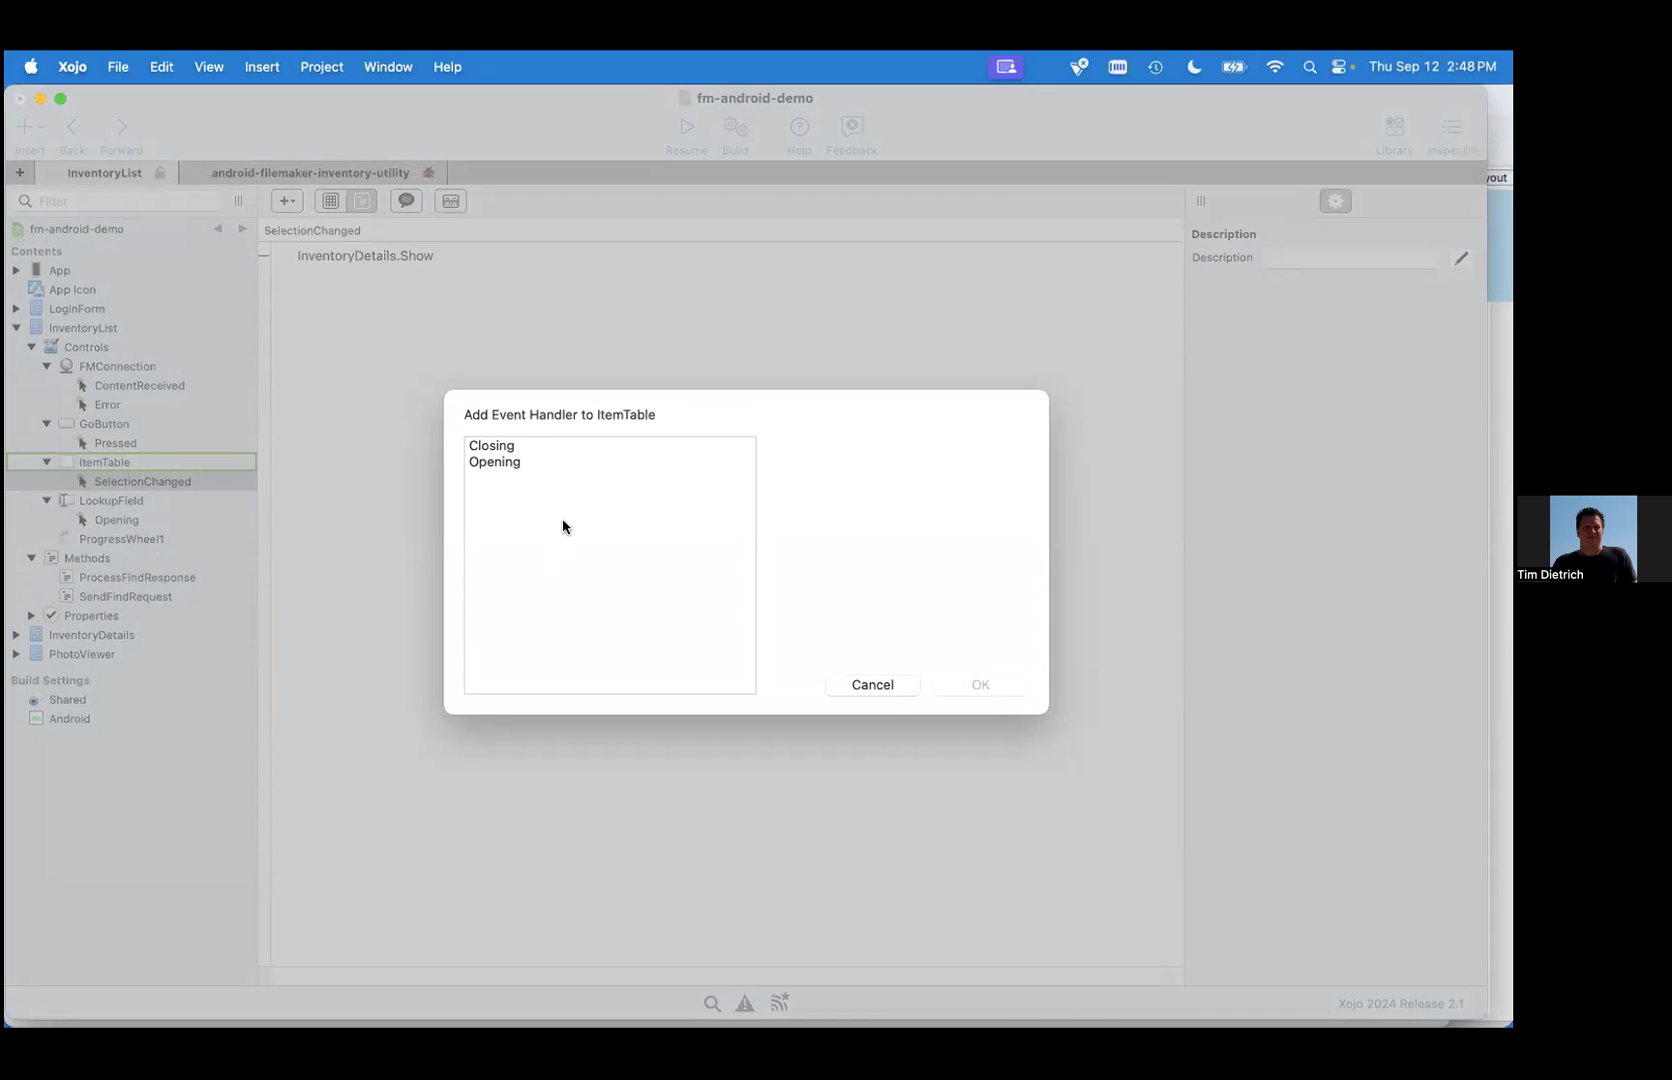 Xojo File Edit View Insert Project Window Help Thu Sep 12 2:48 PM
fm-android-demo
Insert Back Forward Resume Build Help Feedback Library Inspector
InventoryList android-filemaker-inventory-utility yout
Filter
fm-android-demo
SelectionChanged
InventoryDetails.Show
Description
Description
Contents
App
App Icon
LoginForm
InventoryList
Controls
FMConnection
ContentReceived
Error
GoButton
Pressed
ItemTable
SelectionChanged
LookupField
Opening
ProgressWheel1
Methods
ProcessFindResponse
SendFindRequest
Properties
InventoryDetails
PhotoViewer
Build Settings
Shared
Android
Add Event Handler to ItemTable
Closing
Opening
Cancel OK
Tim Dietrich
Xojo 2024 Release 2.1